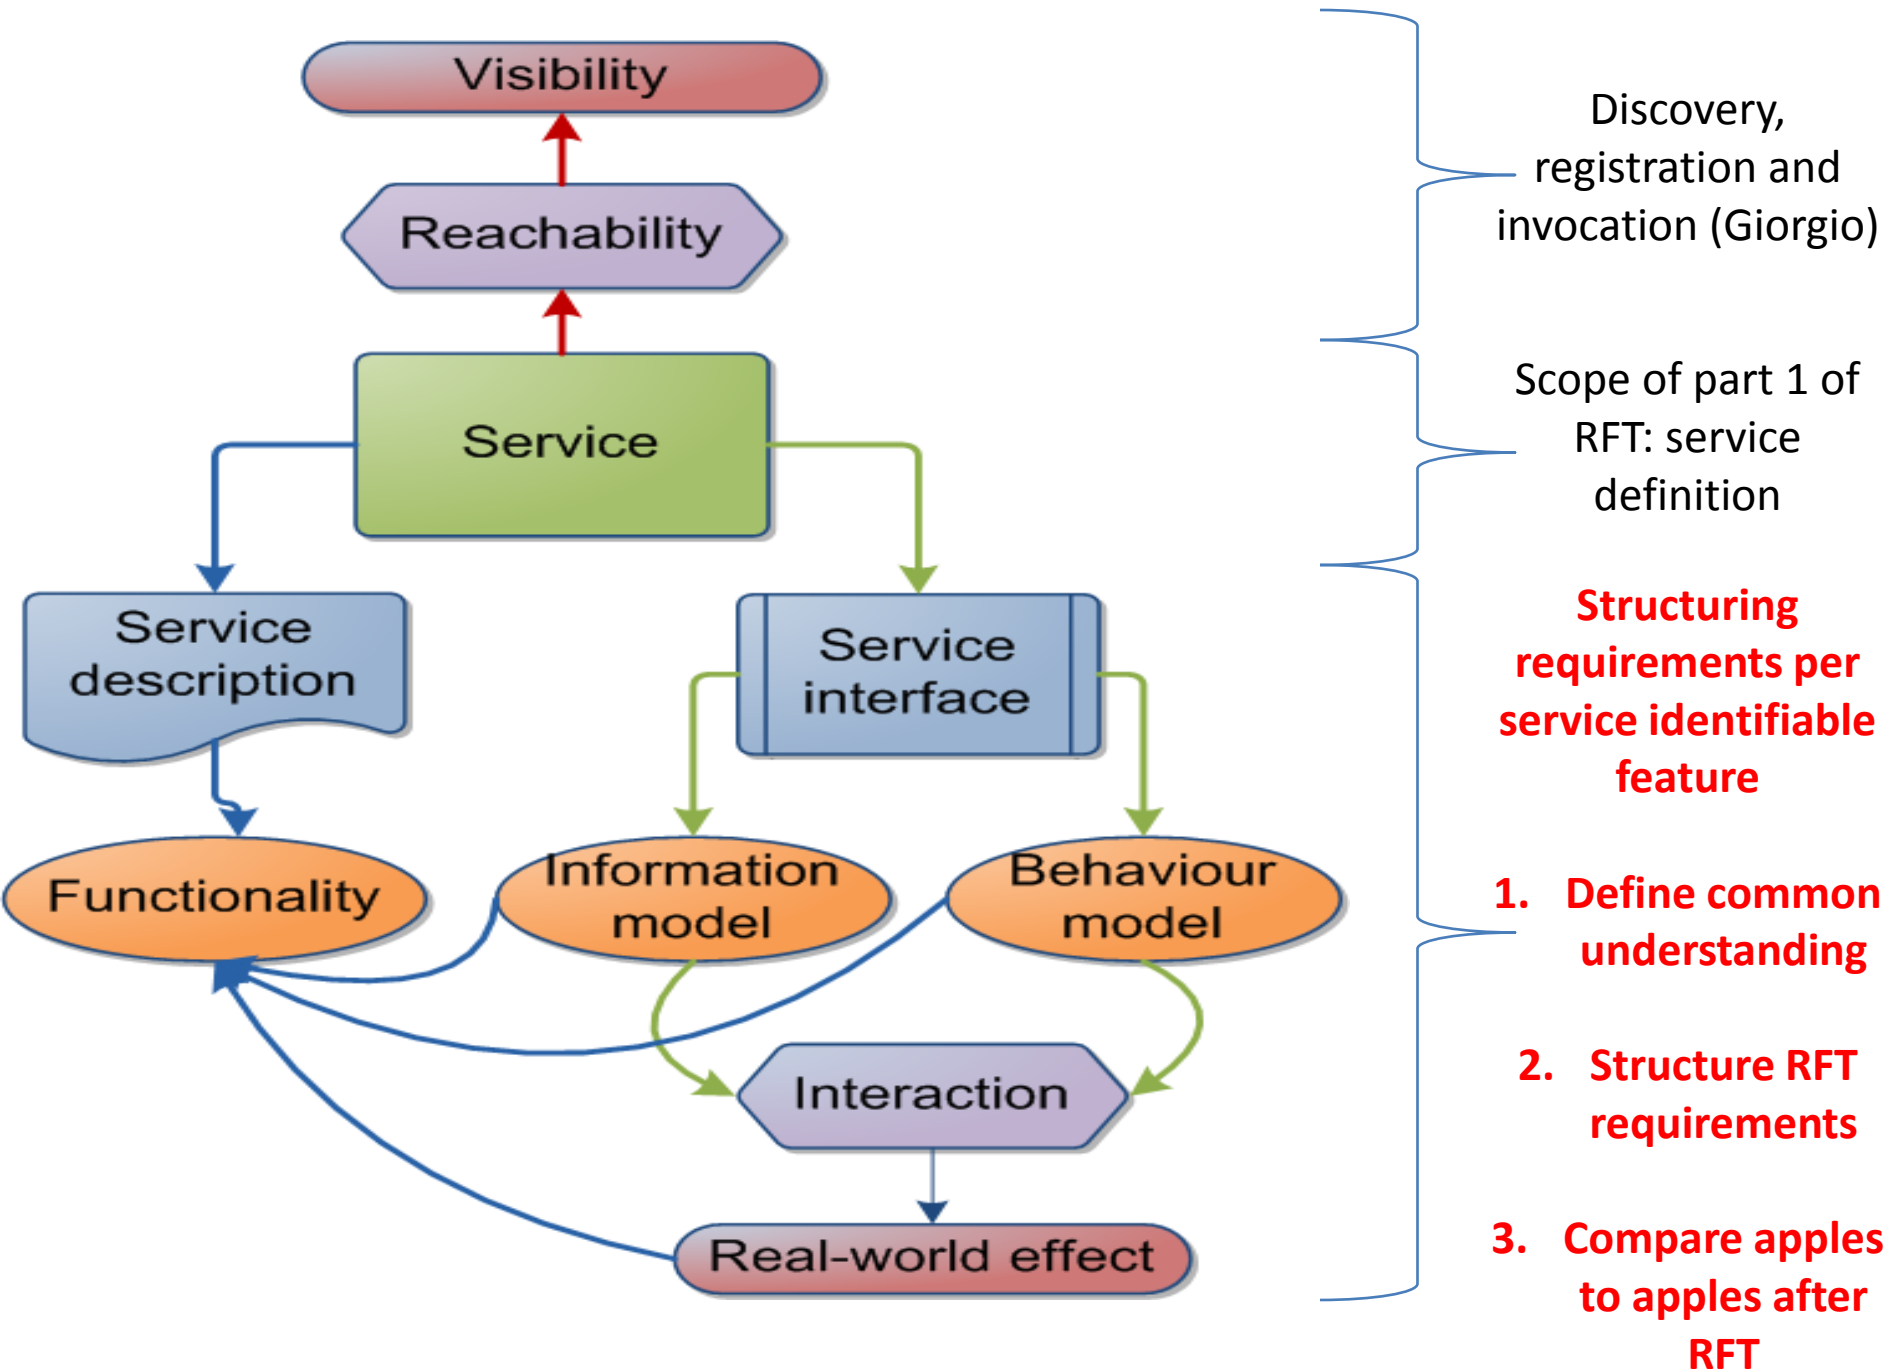 Visibility
Reachability
Service
Service
description
Service
interface
Functionality
Information
model
Behaviour
model
Interaction
Real-world effect
Discovery,
registration and
invocation (Giorgio)
Scope of part 1 of
RFT: service
definition
Structuring
requirements per
service identifiable
feature
1. Define common
understanding
2. Structure RFT
requirements
3. Compare apples
to apples after
RFT